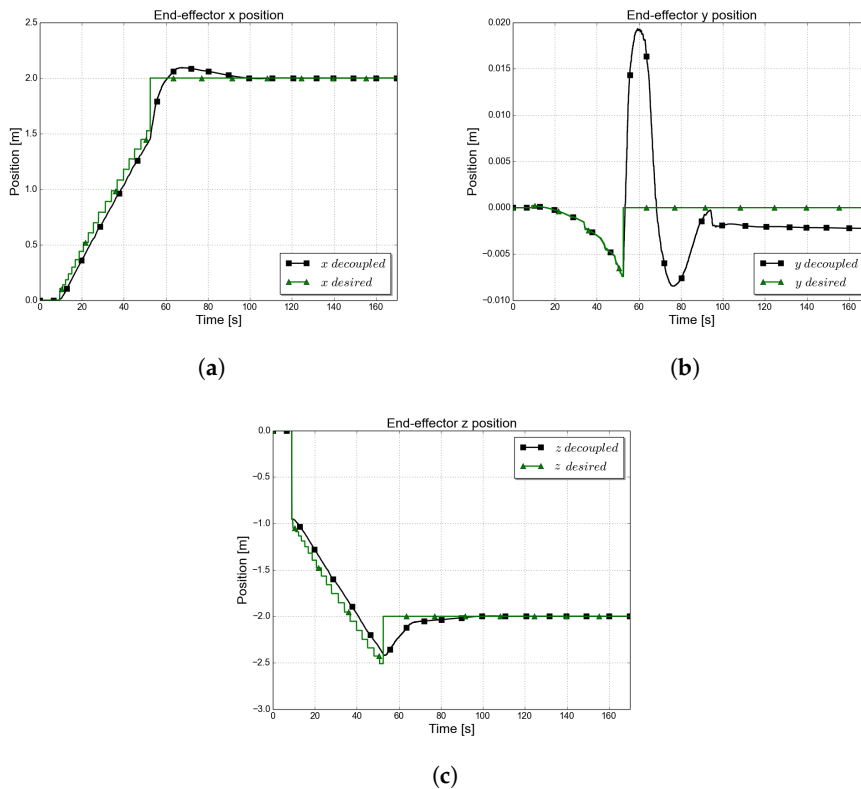 End-effector x position
2.5
2.0
1.5
1.0
0.5
0.0
Position [m]
x decoupled
x desired
0 20 40 60 80 100 120 140 160
Time [s]
(a)
End-effector y position
0.020
0.015
0.010
0.005
0.000
−0.005
−0.010
Position [m]
y decoupled
y desired
0 20 40 60 80 100 120 140 160
Time [s]
(b)
End-effector z position
0.0
−0.5
−1.0
−1.5
−2.0
−2.5
−3.0
Position [m]
z decoupled
z desired
0 20 40 60 80 100 120 140 160
Time [s]
(c)